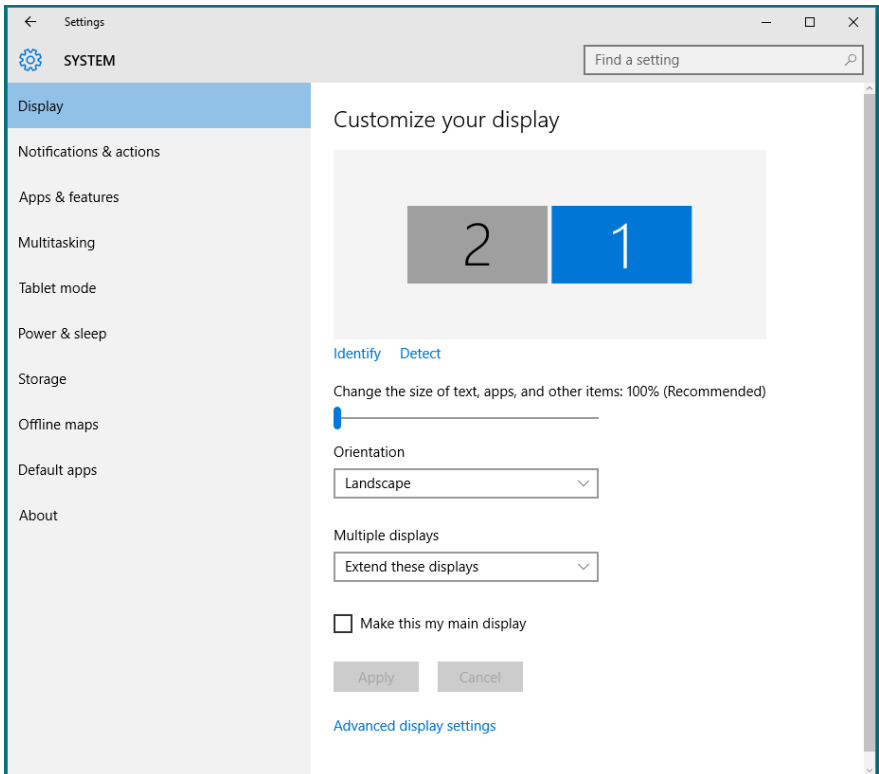 Settings
SYSTEM
Find a setting
Display
Notifications & actions
Apps & features
Multitasking
Tablet mode
Power & sleep
Storage
Offline maps
Default apps
About
Customize your display
2 1
Identify Detect
Change the size of text, apps, and other items: 100% (Recommended)
Orientation
Landscape
Multiple displays
Extend these displays
Make this my main display
Apply Cancel
Advanced display settings